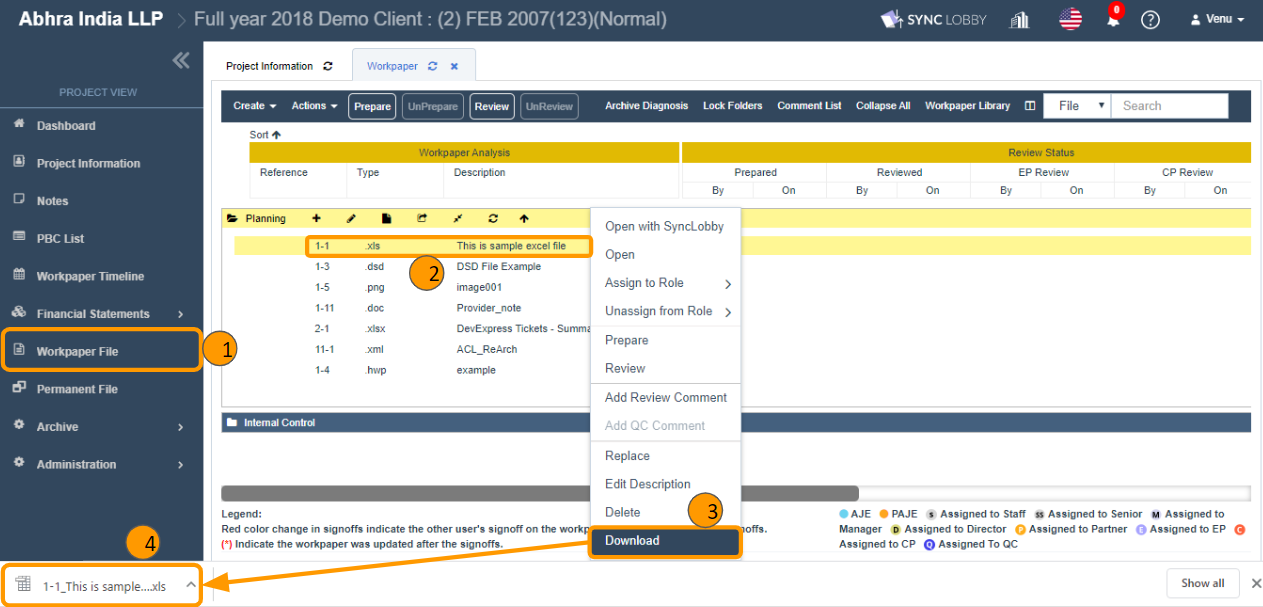 Abhra India LLP > Full year 2018 Demo Client : (2) FEB 2007(123)(Normal) SYNC LOBBY 0 ? Venu
PROJECT VIEW
Dashboard
Project Information
Notes
PBC List
Workpaper Timeline
Financial Statements
Workpaper File
1
Permanent File
Archive
Administration
Project Information Workpaper
Create Actions Prepare UnPrepare Review UnReview Archive Diagnosis Lock Folders Comment List Collapse All Workpaper Library File Search
Sort
Workpaper Analysis Review Status
Reference Type Description Prepared Reviewed EP Review CP Review
By On By On By On By On
Planning
1-1 .xls This is sample excel file
2
1-3 .dsd DSD File Example
1-5 .png image001
1-11 .doc Provider_note
2-1 .xlsx DevExpress Tickets - Summa
11-1 .xml ACL_ReArch
1-4 .hwp example
Internal Control
Open with SyncLobby
Open
Assign to Role
Unassign from Role
Prepare
Review
Add Review Comment
Add QC Comment
Replace
Edit Description
Delete
3
Download
Legend:
Red color change in signoffs indicate the other user's signoff on the workp noffs.
(*) Indicate the workpaper was updated after the signoffs.
AJE PAJE S Assigned to Staff SS Assigned to Senior M Assigned to
Manager D Assigned to Director P Assigned to Partner E Assigned to EP C
Assigned to CP Q Assigned To QC
4
1-1_This is sample....xls
Show all